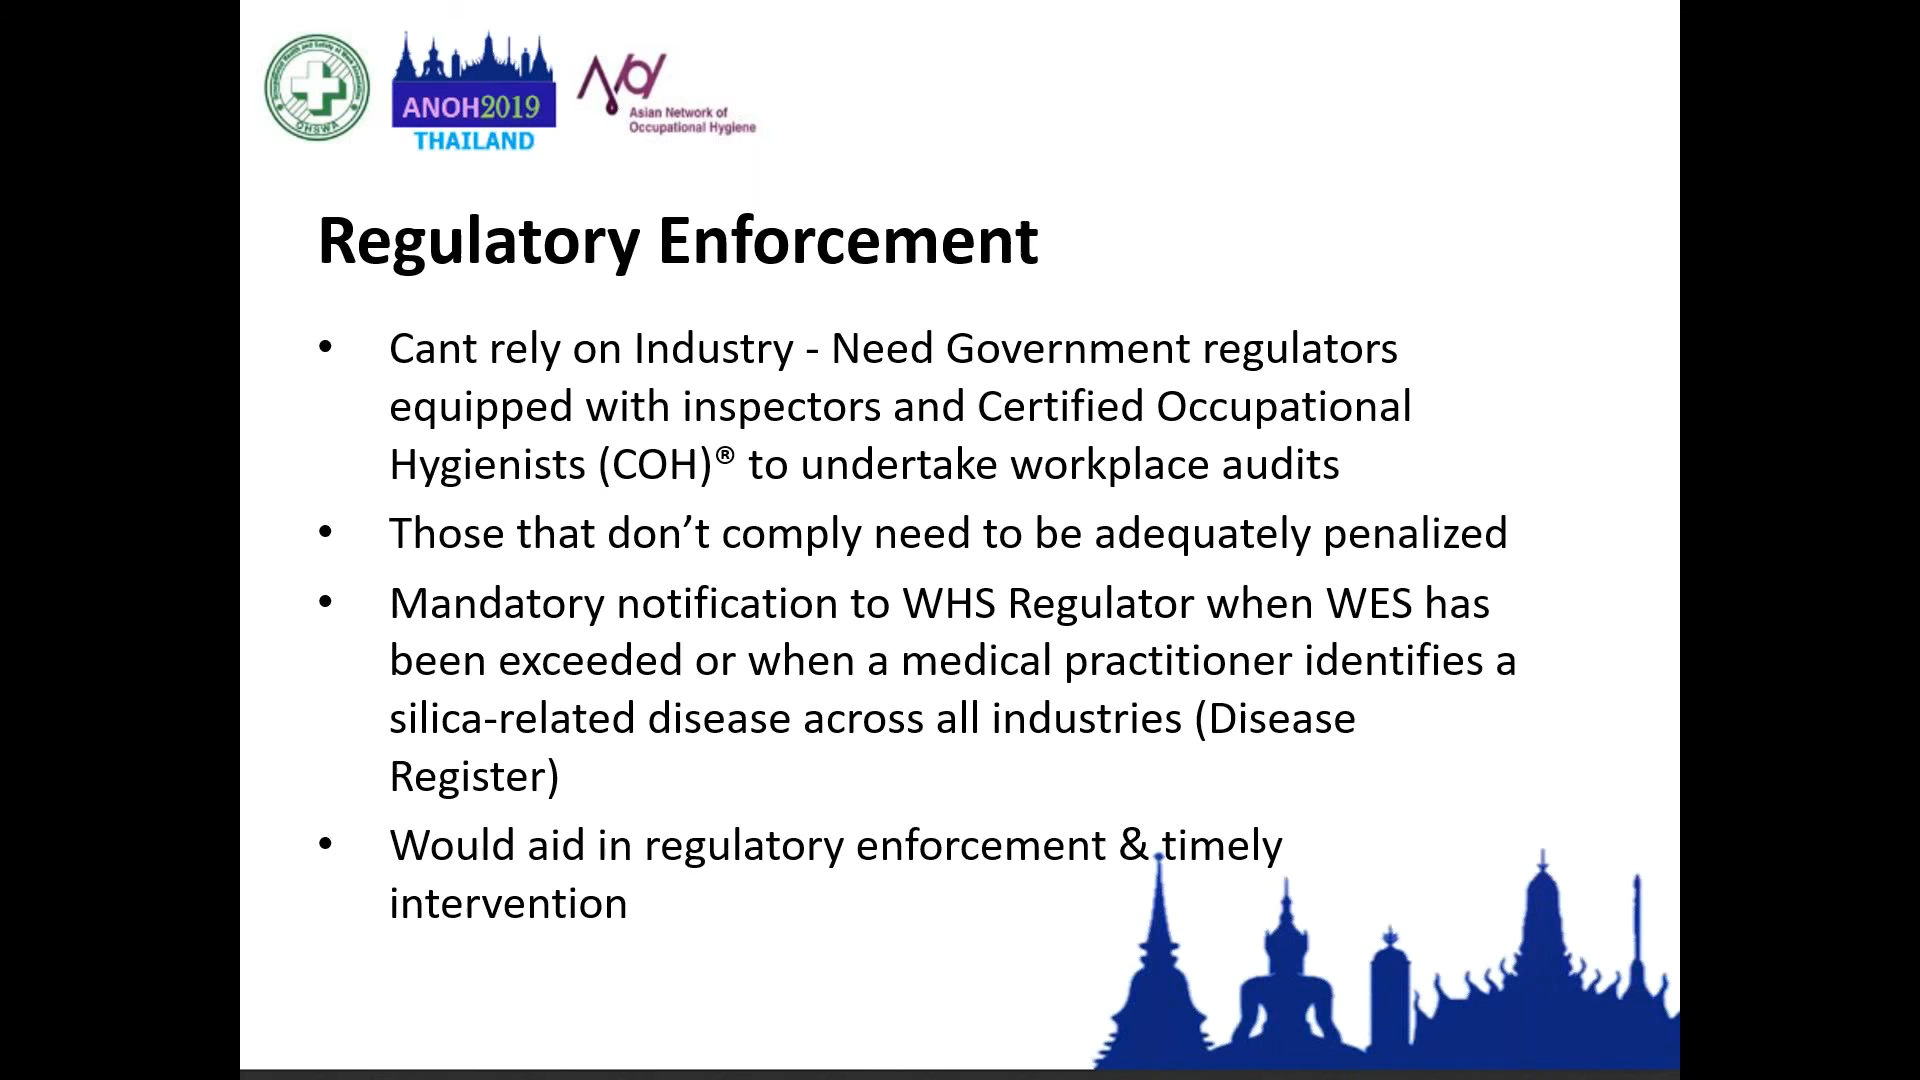 OHSWA
ANOH2019
THAILAND
Asian Network of
Occupational Hygiene
Regulatory Enforcement
• Cant rely on Industry - Need Government regulators
equipped with inspectors and Certified Occupational
Hygienists (COH)® to undertake workplace audits
• Those that don’t comply need to be adequately penalized
• Mandatory notification to WHS Regulator when WES has
been exceeded or when a medical practitioner identifies a
silica-related disease across all industries (Disease
Register)
• Would aid in regulatory enforcement & timely
intervention